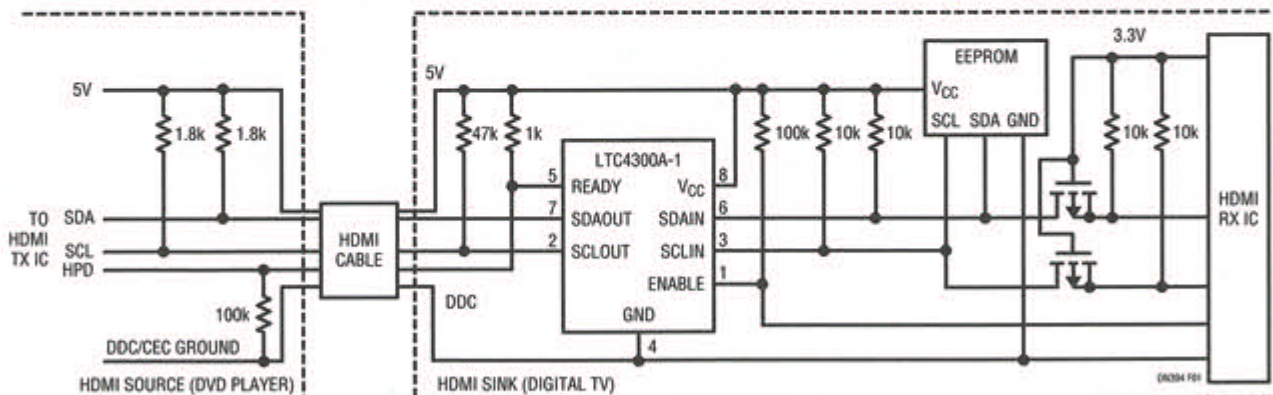 5V
1.8k
1.8k
TO HDMI TX IC
SDA
SCL
HPD
100k
DDC/CEC GROUND
HDMI SOURCE (DVD PLAYER)
HDMI CABLE
5V
47k
1k
DDC
LTC4300A-1
5 READY
7 SDAOUT
2 SCLOUT
VCC 8
SDAIN 6
SCLIN 3
ENABLE 1
GND
4
100k
10k
10k
EEPROM
VCC
SCL SDA GND
3.3V
10k
10k
HDMI RX IC
HDMI SINK (DIGITAL TV)
DN394 F01